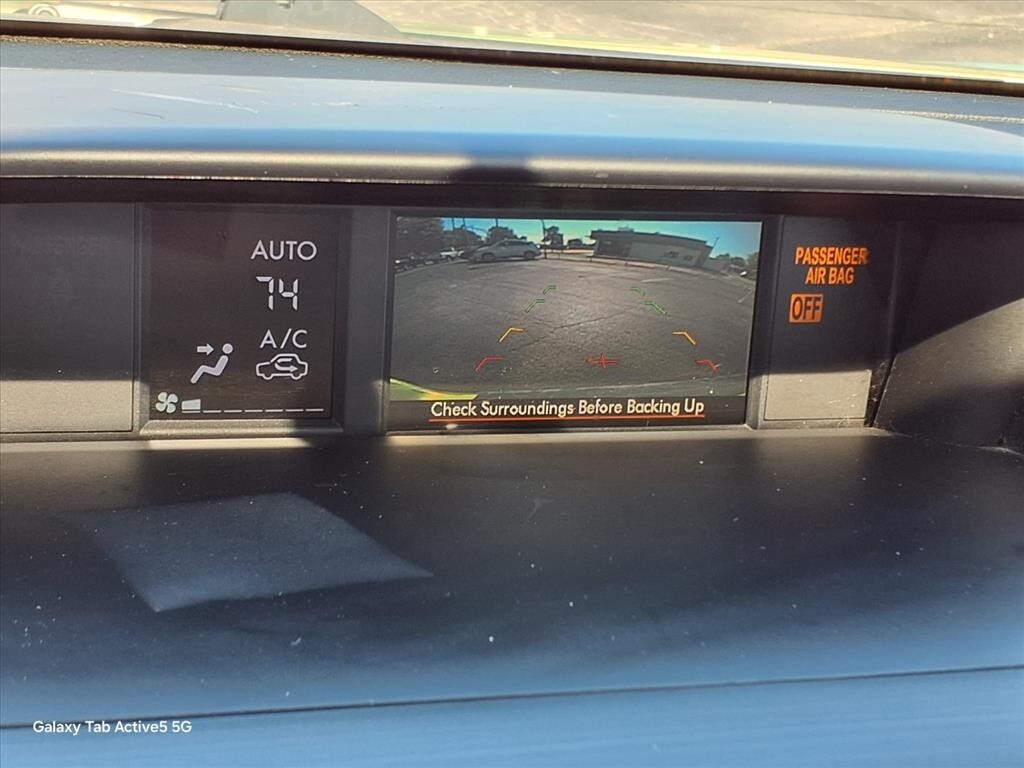 AUTO
74
A/C
Check Surroundings Before Backing Up
PASSENGER
AIR BAG
OFF
Galaxy Tab Active5 5G